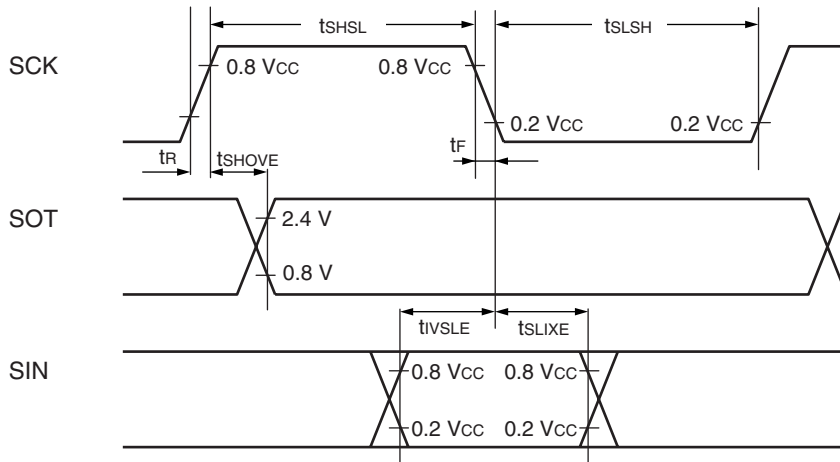 tSHSL tSLSH
SCK 0.8 VCC 0.8 VCC
0.2 VCC 0.2 VCC
tR tSHOVE tF
SOT 2.4 V
0.8 V
tIVSLE tSLIXE
SIN 0.8 VCC 0.8 VCC
0.2 VCC 0.2 VCC